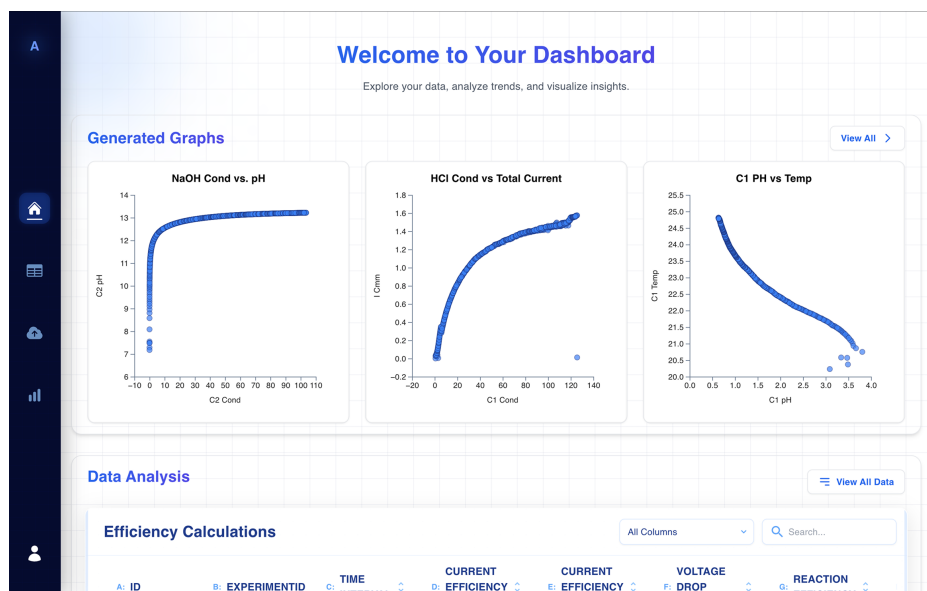 A
Welcome to Your Dashboard
Explore your data, analyze trends, and visualize insights.
Generated Graphs
View All
NaOH Cond vs. pH
14
13
12
11
10
9
8
7
6
C2 pH
-10 0 10 20 30 40 50 60 70 80 90 100 110
C2 Cond
HCl Cond vs Total Current
1.8
1.6
1.4
1.2
1.0
0.8
0.6
0.4
0.2
0.0
-0.2
I Cmm
-20 0 20 40 60 80 100 120 140
C1 Cond
C1 PH vs Temp
25.5
25.0
24.5
24.0
23.5
23.0
22.5
22.0
21.5
21.0
20.5
20.0
C1 Temp
0.0 0.5 1.0 1.5 2.0 2.5 3.0 3.5 4.0
C1 pH
Data Analysis
View All Data
Efficiency Calculations
All Columns
Search...
A: ID
B: EXPERIMENTID
C: TIME
D: CURRENT EFFICIENCY
E: CURRENT EFFICIENCY
F: VOLTAGE DROP
G: REACTION